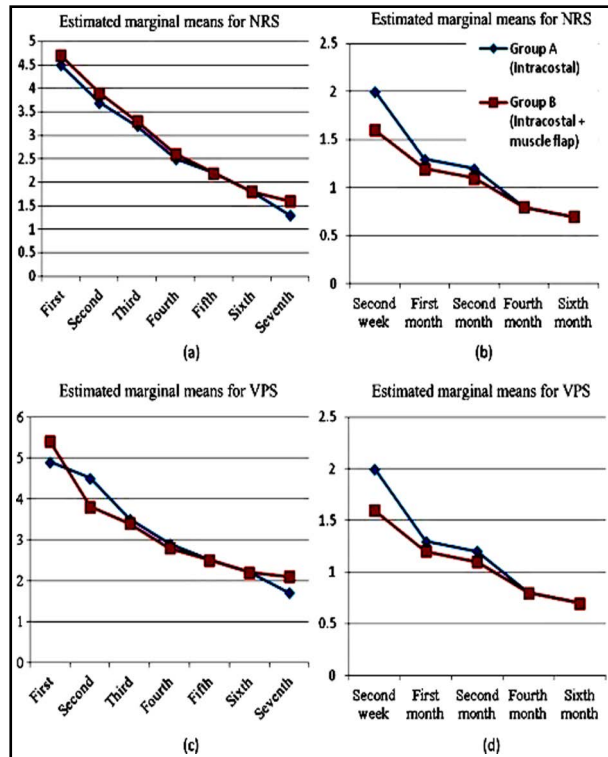 Estimated marginal means for NRS
5
4.5
4
3.5
3
2.5
2
1.5
1
0.5
0
First
Second
Third
Fourth
Fifth
Sixth
Seventh
(a)
Estimated marginal means for NRS
2.5
2
1.5
1
0.5
0
Group A
(Intracostal)
Group B
(Intracostal +
muscle flap)
Second week
First month
Second month
Fourth month
Sixth month
(b)
Estimated marginal means for VPS
6
5
4
3
2
1
0
First
Second
Third
Fourth
Fifth
Sixth
Seventh
(c)
Estimated marginal means for VPS
2.5
2
1.5
1
0.5
0
Second week
First month
Second month
Fourth month
Sixth month
(d)